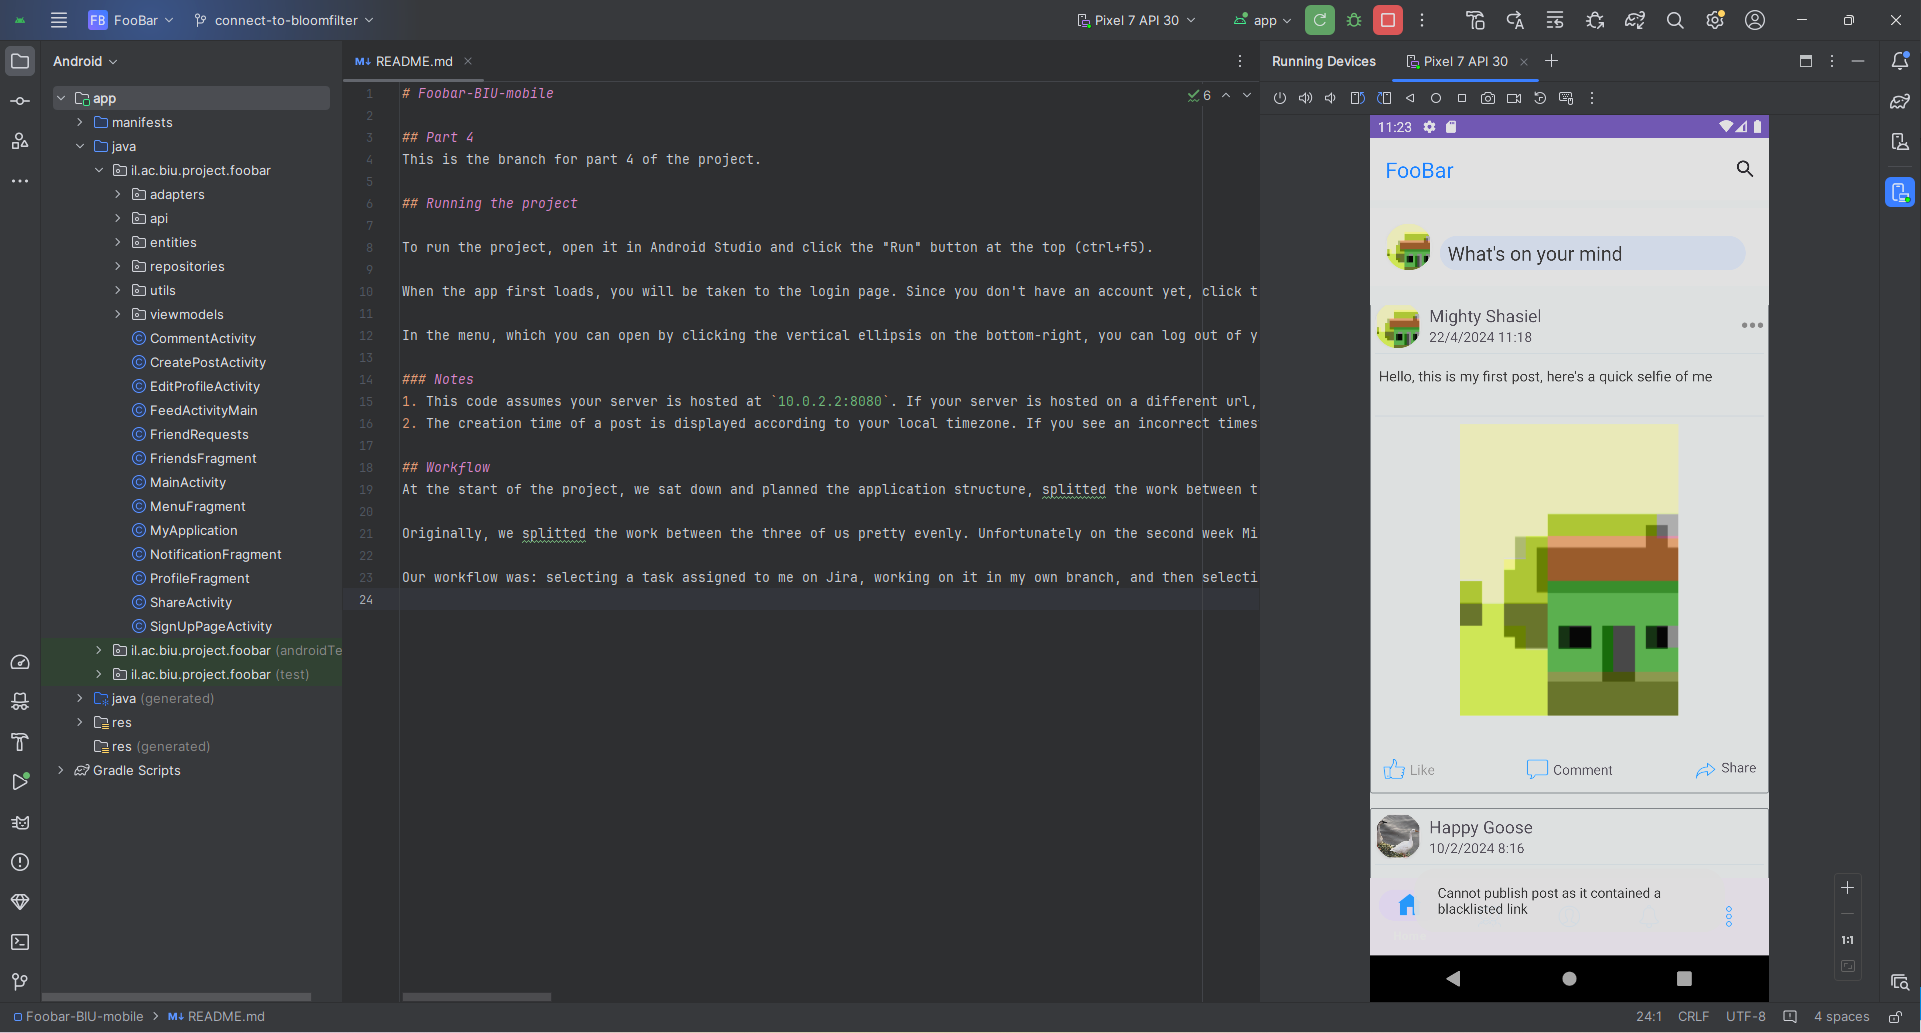 FB FooBar connect-to-bloomfilter Pixel 7 API 30 app
Android
app
manifests
java
il.ac.biu.project.foobar
adapters
api
entities
repositories
utils
viewmodels
CommentActivity
CreatePostActivity
EditProfileActivity
FeedActivityMain
FriendRequests
FriendsFragment
MainActivity
MenuFragment
MyApplication
NotificationFragment
ProfileFragment
ShareActivity
SignUpPageActivity
il.ac.biu.project.foobar (androidTe
il.ac.biu.project.foobar (test)
java (generated)
res
res (generated)
Gradle Scripts
M↓ README.md
6
1 # Foobar-BIU-mobile
2
3 ## Part 4
4 This is the branch for part 4 of the project.
5
6 ## Running the project
7
8 To run the project, open it in Android Studio and click the "Run" button at the top (ctrl+f5).
9
10 When the app first loads, you will be taken to the login page. Since you don't have an account yet, click t
11
12 In the menu, which you can open by clicking the vertical ellipsis on the bottom-right, you can log out of y
13
14 ### Notes
15 1. This code assumes your server is hosted at `10.0.2.2:8080`. If your server is hosted on a different url,
16 2. The creation time of a post is displayed according to your local timezone. If you see an incorrect times
17
18 ## Workflow
19 At the start of the project, we sat down and planned the application structure, splitted the work between t
20
21 Originally, we splitted the work between the three of us pretty evenly. Unfortunately on the second week Mi
22
23 Our workflow was: selecting a task assigned to me on Jira, working on it in my own branch, and then selecti
24
Running Devices Pixel 7 API 30
11:23
FooBar
What's on your mind
Mighty Shasiel
22/4/2024 11:18
Hello, this is my first post, here's a quick selfie of me
Like Comment Share
Happy Goose
10/2/2024 8:16
Cannot publish post as it contained a
blacklisted link
1:1
Foobar-BIU-mobile > M↓ README.md
24:1 CRLF UTF-8 4 spaces